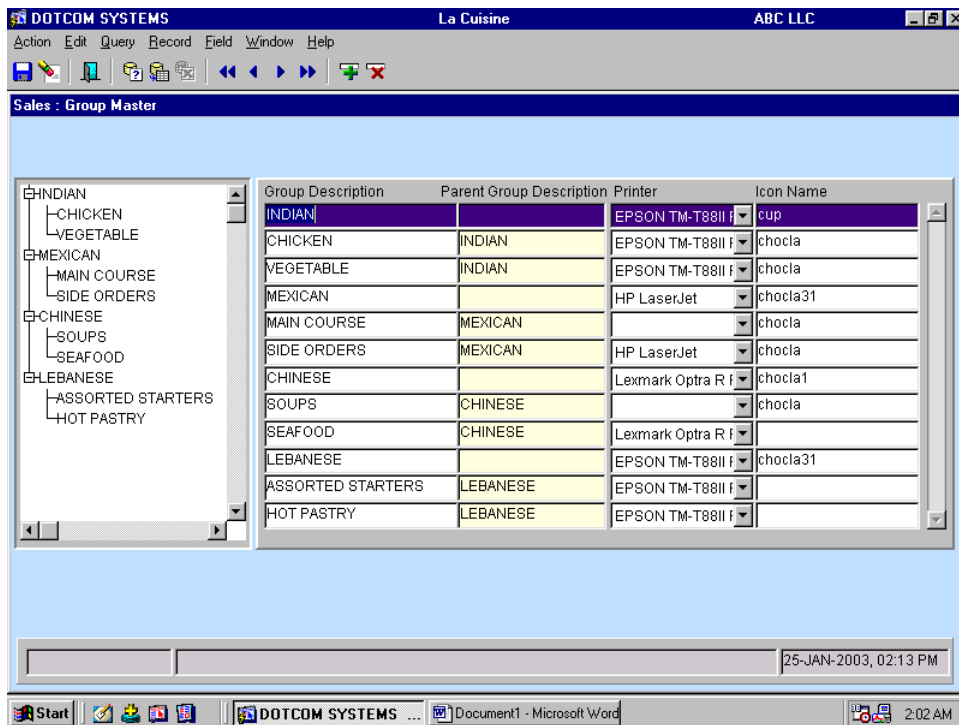 DOTCOM SYSTEMS La Cuisine ABC LLC
Action Edit Query Record Field Window Help
Sales : Group Master
INDIAN
CHICKEN
VEGETABLE
MEXICAN
MAIN COURSE
SIDE ORDERS
CHINESE
SOUPS
SEAFOOD
LEBANESE
ASSORTED STARTERS
HOT PASTRY
Group Description Parent Group Description Printer Icon Name
INDIAN EPSON TM-T88II cup
CHICKEN INDIAN EPSON TM-T88II chocla
VEGETABLE INDIAN EPSON TM-T88II chocla
MEXICAN HP LaserJet chocla31
MAIN COURSE MEXICAN chocla
SIDE ORDERS MEXICAN HP LaserJet chocla
CHINESE Lexmark Optra R chocla1
SOUPS CHINESE chocla
SEAFOOD CHINESE Lexmark Optra R
LEBANESE EPSON TM-T88II chocla31
ASSORTED STARTERS LEBANESE EPSON TM-T88II
HOT PASTRY LEBANESE EPSON TM-T88II
25-JAN-2003, 02:13 PM
Start DOTCOM SYSTEMS ... Document1 - Microsoft Word 2:02 AM